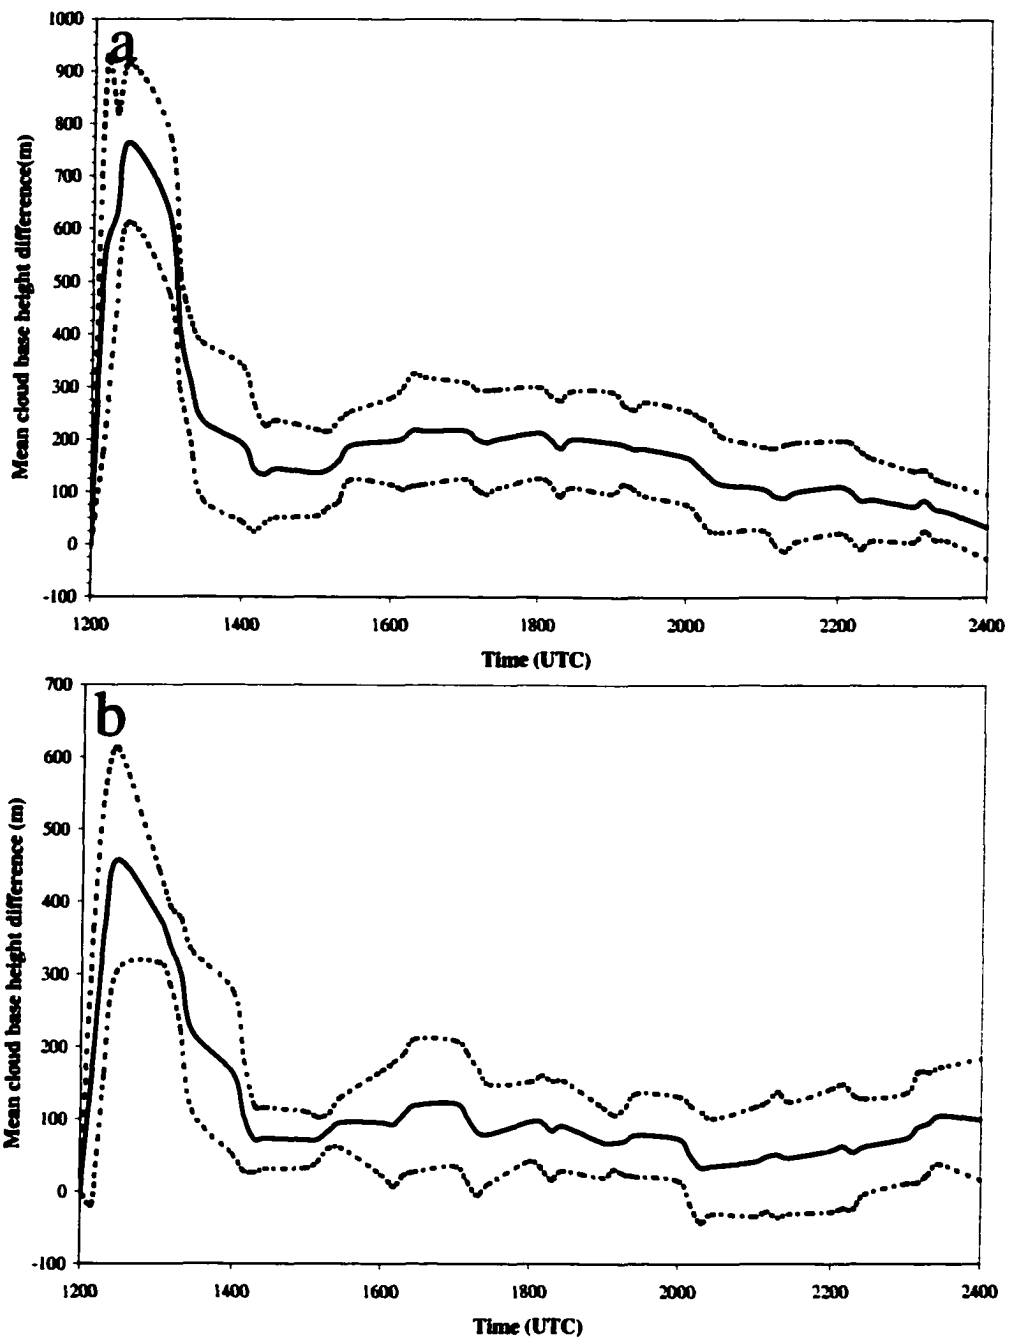 1000
a
900
800
700
600
500
400
300
200
100
0
-100
Mean cloud base height difference(m)
1200 1400 1600 1800 2000 2200 2400
Time (UTC)
700
b
600
500
400
300
200
100
0
-100
Mean cloud base height difference (m)
1200 1400 1600 1800 2000 2200 2400
Time (UTC)